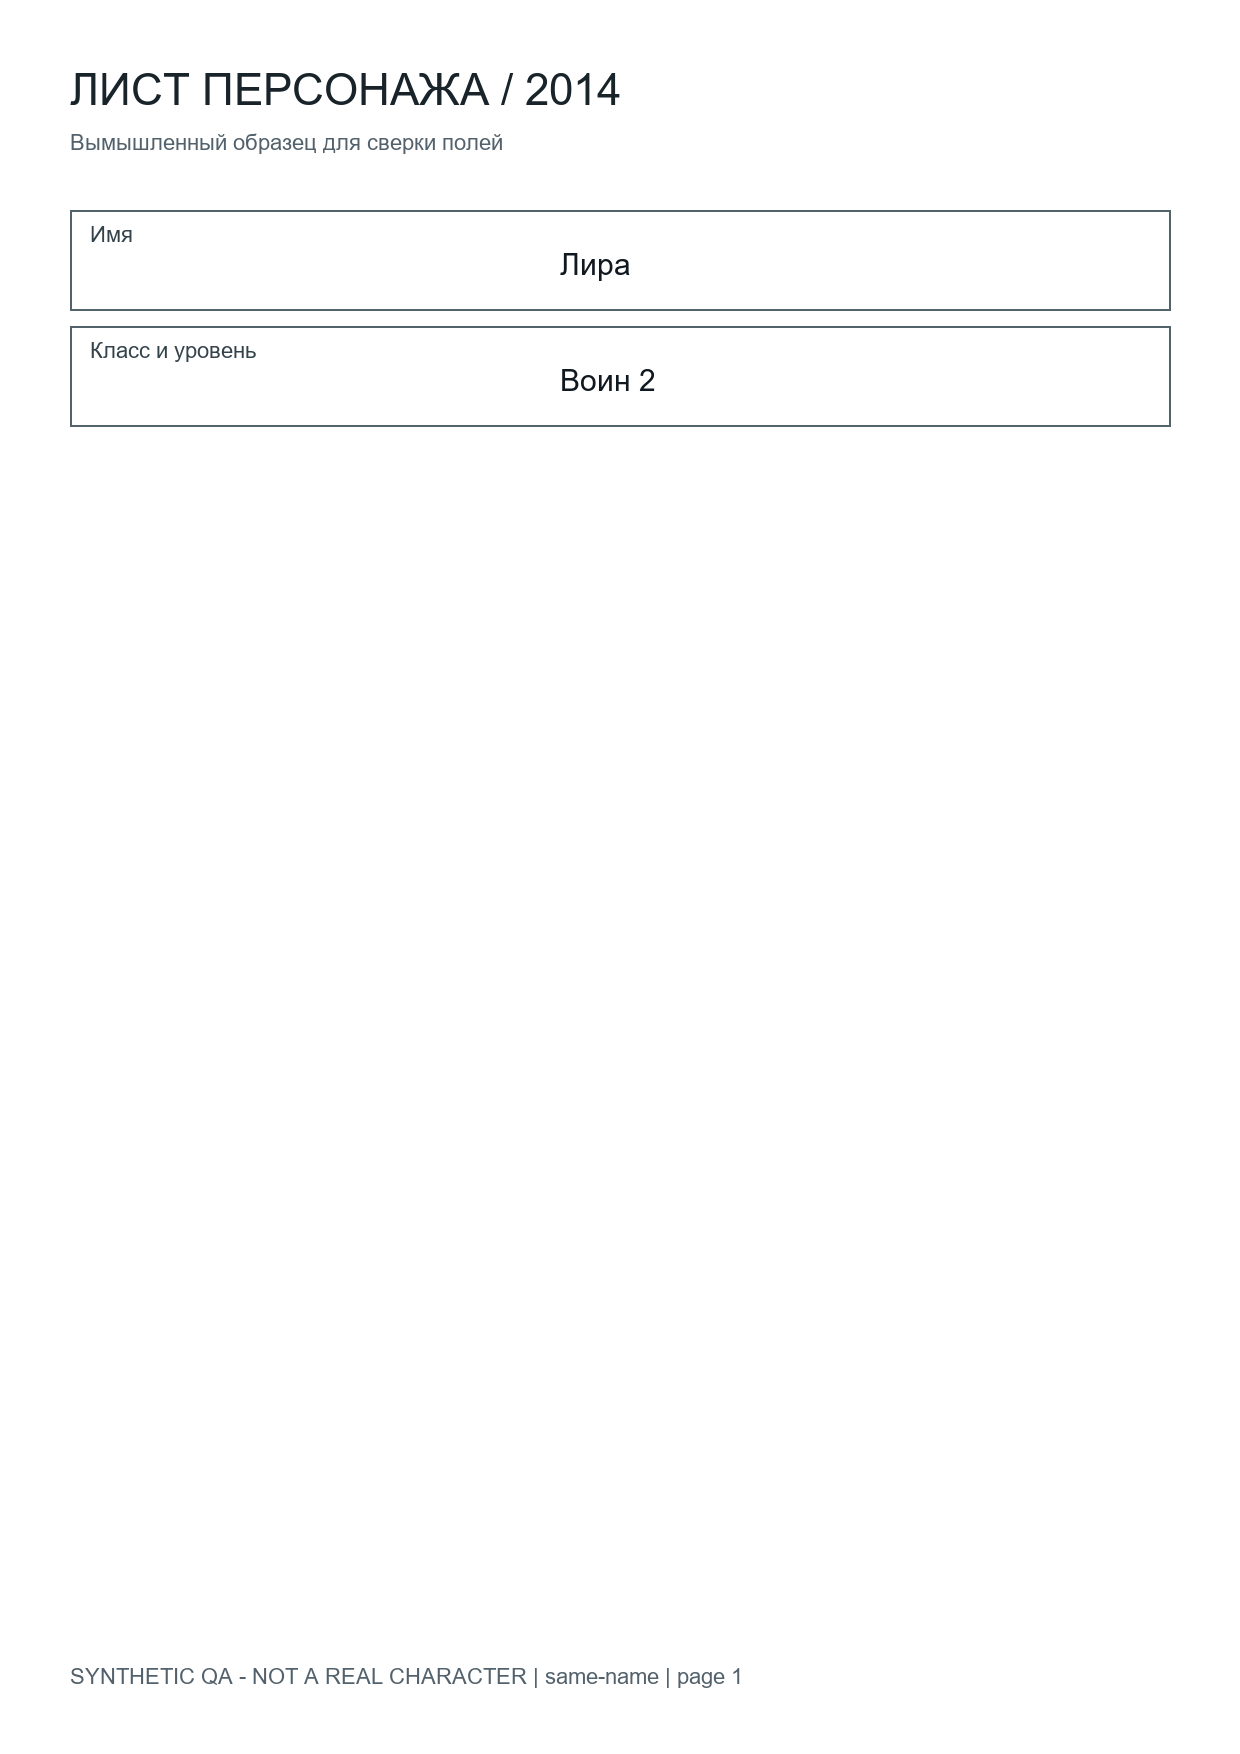 ЛИСТ ПЕРСОНАЖА / 2014
Вымышленный образец для сверки полей
Имя
Лира
Класс и уровень
Воин 2
SYNTHETIC QA - NOT A REAL CHARACTER | same-name | page 1